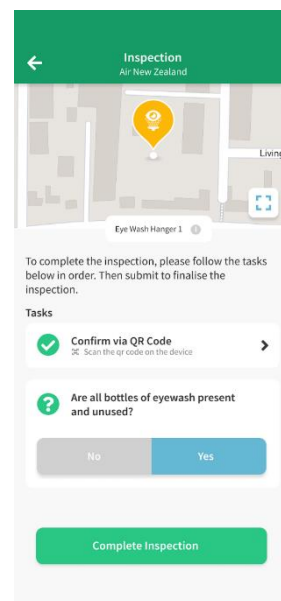 Inspection
Air New Zealand
Living
Eye Wash Hanger 1
To complete the inspection, please follow the tasks
below in order. Then submit to finalise the
inspection.
Tasks
Confirm via QR Code
Scan the qr code on the device
Are all bottles of eyewash present
and unused?
No Yes
Complete Inspection